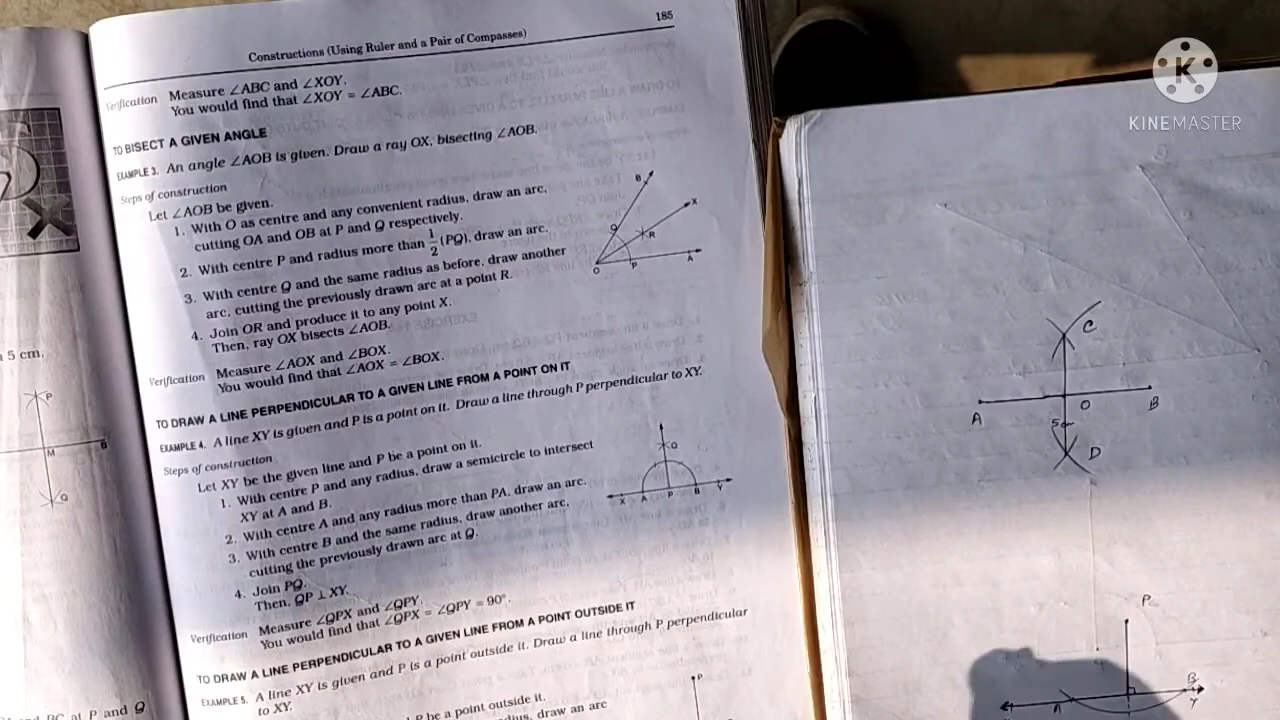 185
Constructions (Using Ruler and a Pair of Compasses)
Verification Measure ∠ABC and ∠XOY.
You would find that ∠XOY = ∠ABC.
TO BISECT A GIVEN ANGLE
EXAMPLE 3. An angle ∠AOB is given. Draw a ray OX, bisecting ∠AOB.
Steps of construction
Let ∠AOB be given.
1. With O as centre and any convenient radius, draw an arc,
cutting OA and OB at P and Q respectively.
2. With centre P and radius more than 1/2 (PQ), draw an arc.
3. With centre Q and the same radius as before, draw another
arc, cutting the previously drawn arc at a point R.
4. Join OR and produce it to any point X.
Then, ray OX bisects ∠AOB.
Verification Measure ∠AOX and ∠BOX.
You would find that ∠AOX = ∠BOX.
B
X
Q
R
O
P
A
TO DRAW A LINE PERPENDICULAR TO A GIVEN LINE FROM A POINT ON IT
EXAMPLE 4. A line XY is given and P is a point on it. Draw a line through P perpendicular to XY.
Steps of construction
Let XY be the given line and P be a point on it.
1. With centre P and any radius, draw a semicircle to intersect
XY at A and B.
2. With centre A and any radius more than PA, draw an arc.
3. With centre B and the same radius, draw another arc,
cutting the previously drawn arc at Q.
4. Join PQ.
Then, QP ⊥ XY.
Verification Measure ∠QPX and ∠QPY.
You would find that ∠QPX = ∠QPY = 90°.
Q
X A P B Y
TO DRAW A LINE PERPENDICULAR TO A GIVEN LINE FROM A POINT OUTSIDE IT
EXAMPLE 5. A line XY is given and P is a point outside it. Draw a line through P perpendicular
to XY.
P be a point outside it.
draw an arc
P
5 cm.
P
M
B
Q
BC at P and Q
K
KINEMASTER
C
A O B
5cm
D
P
A
B
Y